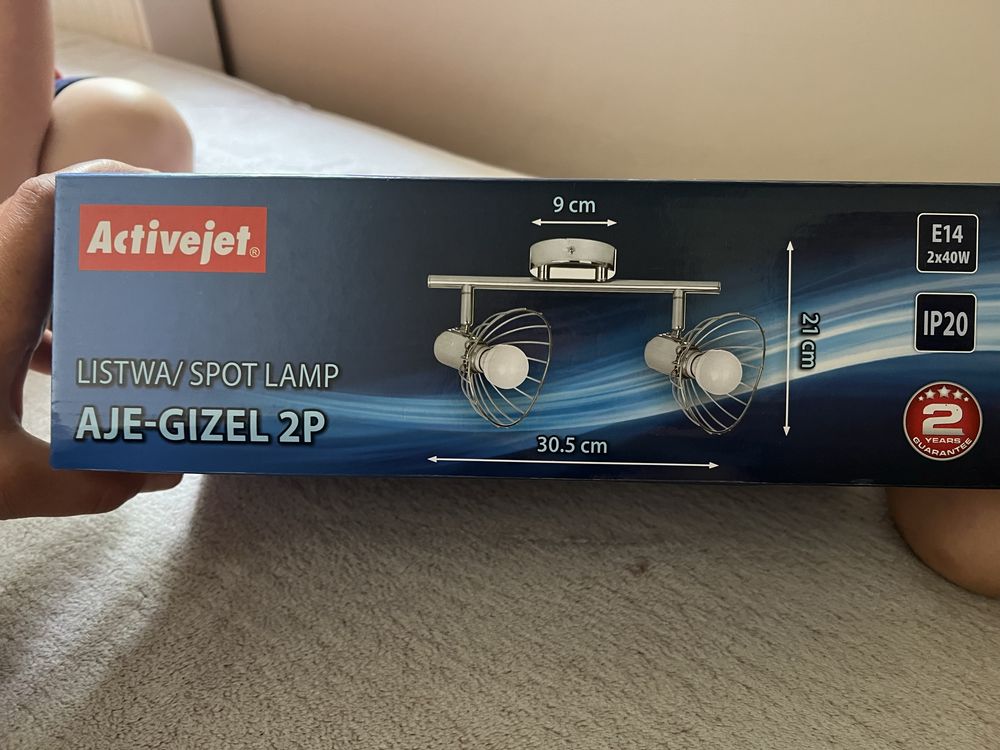 Activejet®
LISTWA/ SPOT LAMP
AJE-GIZEL 2P
9 cm
21 cm
30.5 cm
E14
2x40W
IP20
2
YEARS
GUARANTEE